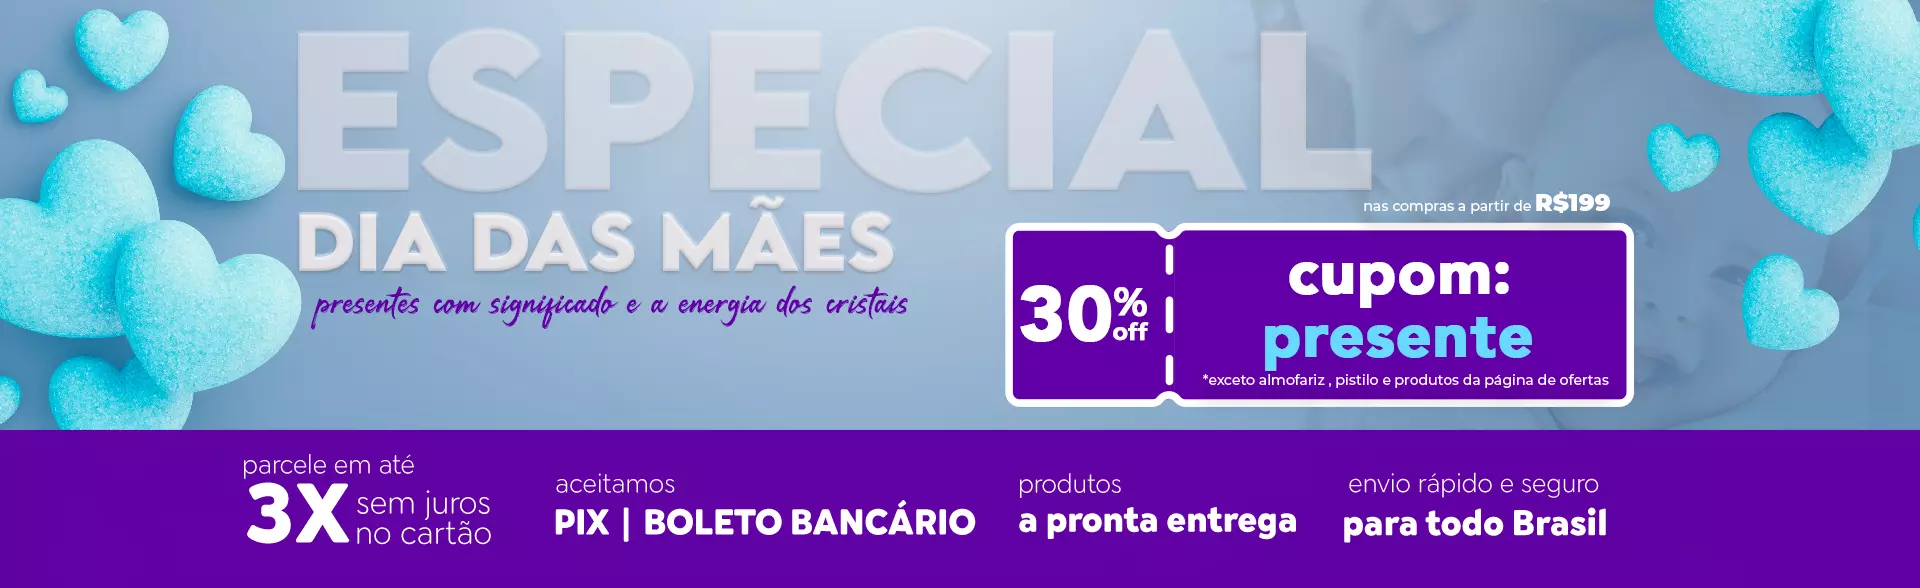 ESPECIAL
DIA DAS MÃES
presentes com significado e a energia dos cristais
nas compras a partir de R$199
30% off
cupom:
presente
*exceto almofariz , pistilo e produtos da página de ofertas
parcele em até
3X sem juros
no cartão
aceitamos
PIX | BOLETO BANCÁRIO
produtos
a pronta entrega
envio rápido e seguro
para todo Brasil